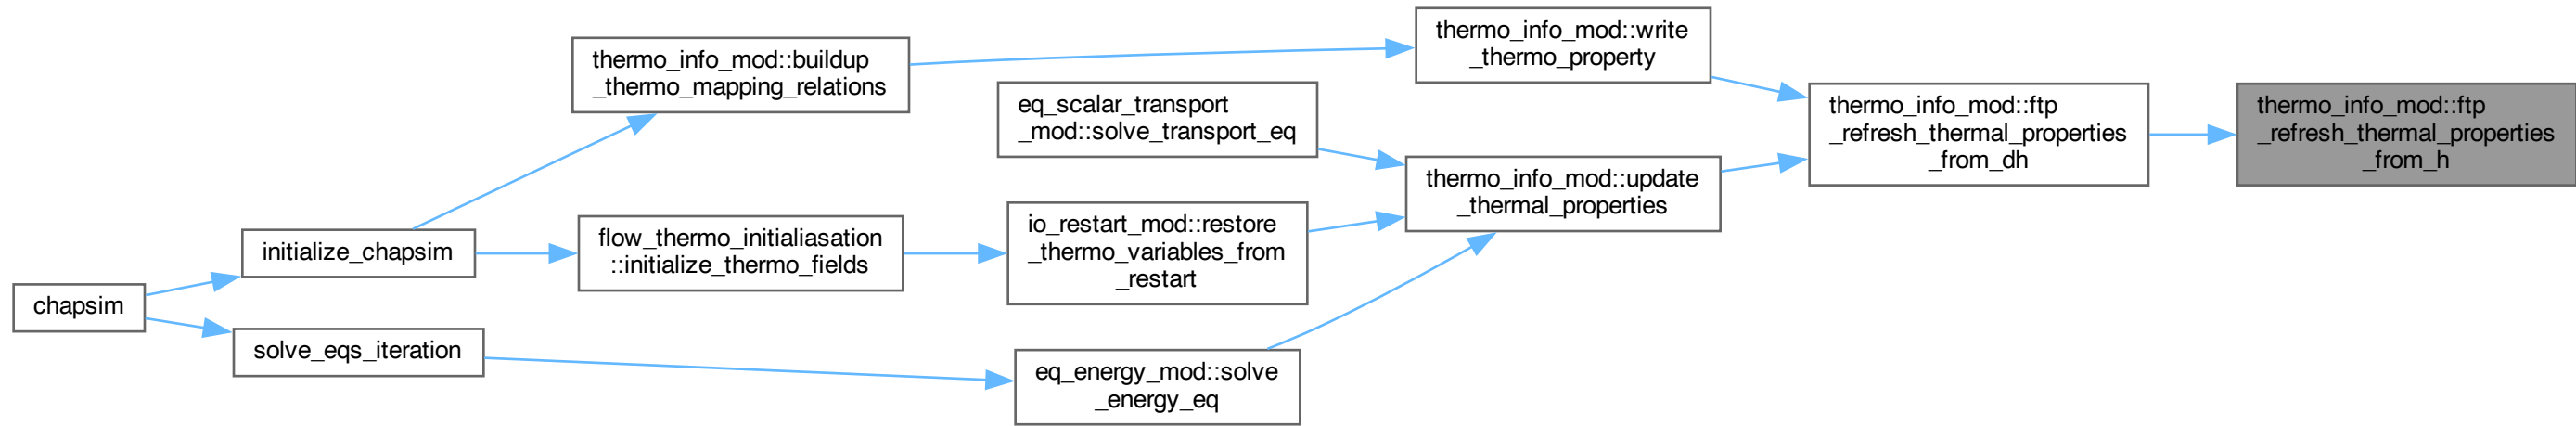 chapsim
initialize_chapsim
solve_eqs_iteration
thermo_info_mod::buildup
_thermo_mapping_relations
flow_thermo_initialiasation
::initialize_thermo_fields
eq_scalar_transport
_mod::solve_transport_eq
io_restart_mod::restore
_thermo_variables_from
_restart
eq_energy_mod::solve
_energy_eq
thermo_info_mod::write
_thermo_property
thermo_info_mod::update
_thermal_properties
thermo_info_mod::ftp
_refresh_thermal_properties
_from_dh
thermo_info_mod::ftp
_refresh_thermal_properties
_from_h